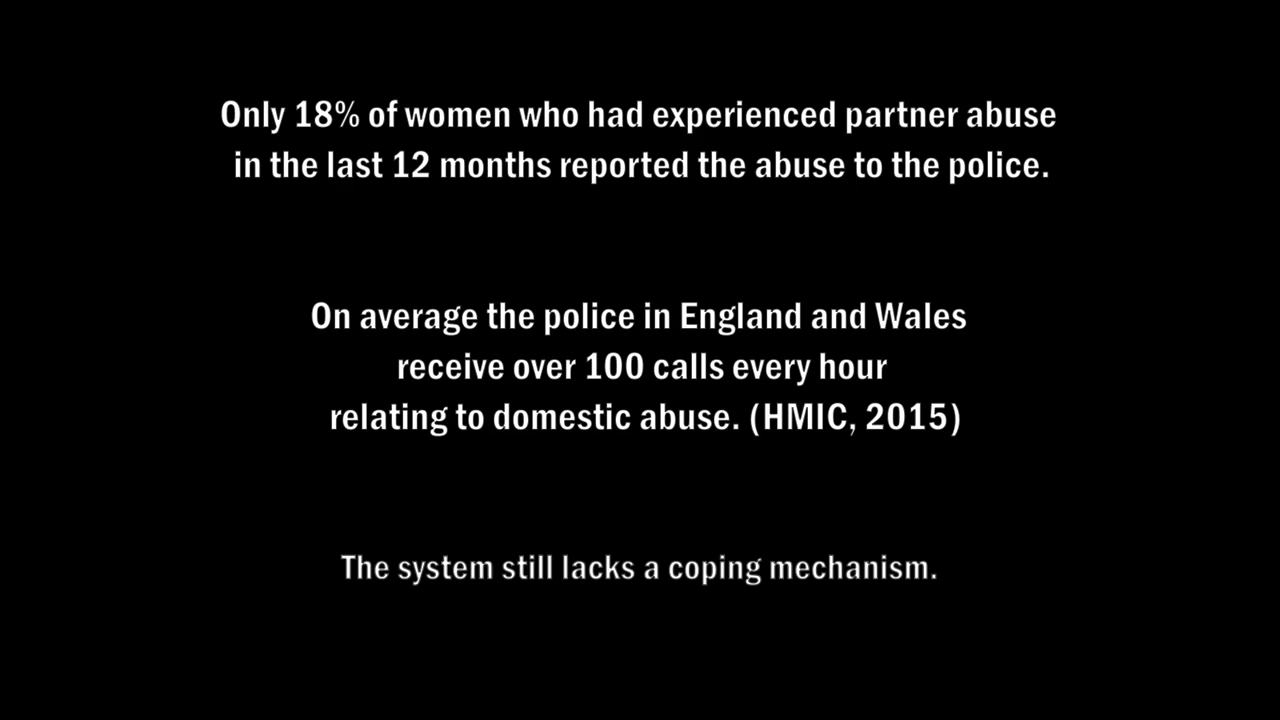 Only 18% of women who had experienced partner abuse
in the last 12 months reported the abuse to the police.
On average the police in England and Wales
receive over 100 calls every hour
relating to domestic abuse. (HMIC, 2015)
The system still lacks a coping mechanism.